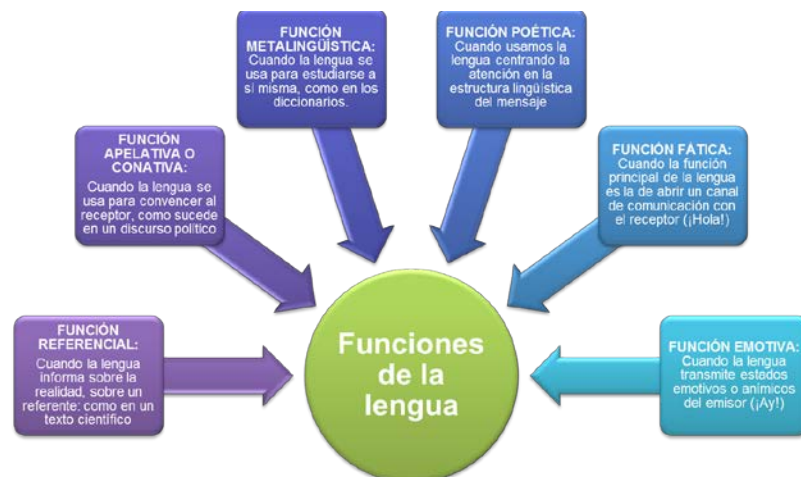 FUNCIÓN
METALINGÜÍSTICA:
Cuando la lengua se
usa para estudiarse a
si misma, como en los
diccionarios.
FUNCIÓN POÉTICA:
Cuando usamos la
lengua centrando la
atención en la
estructura lingüística
del mensaje
FUNCIÓN
APELATIVA O
CONATIVA:
Cuando la lengua se
usa para convencer al
receptor, como sucede
en un discurso político
FUNCIÓN FÁTICA:
Cuando la función
principal de la lengua
es la de abrir un canal
de comunicación con
el receptor (¡Hola!)
FUNCIÓN
REFERENCIAL:
Cuando la lengua
informa sobre la
realidad, sobre un
referente: como en un
texto científico
Funciones
de la
lengua
FUNCIÓN EMOTIVA:
Cuando la lengua
transmite estados
emotivos o anímicos
del emisor (¡Ay!)